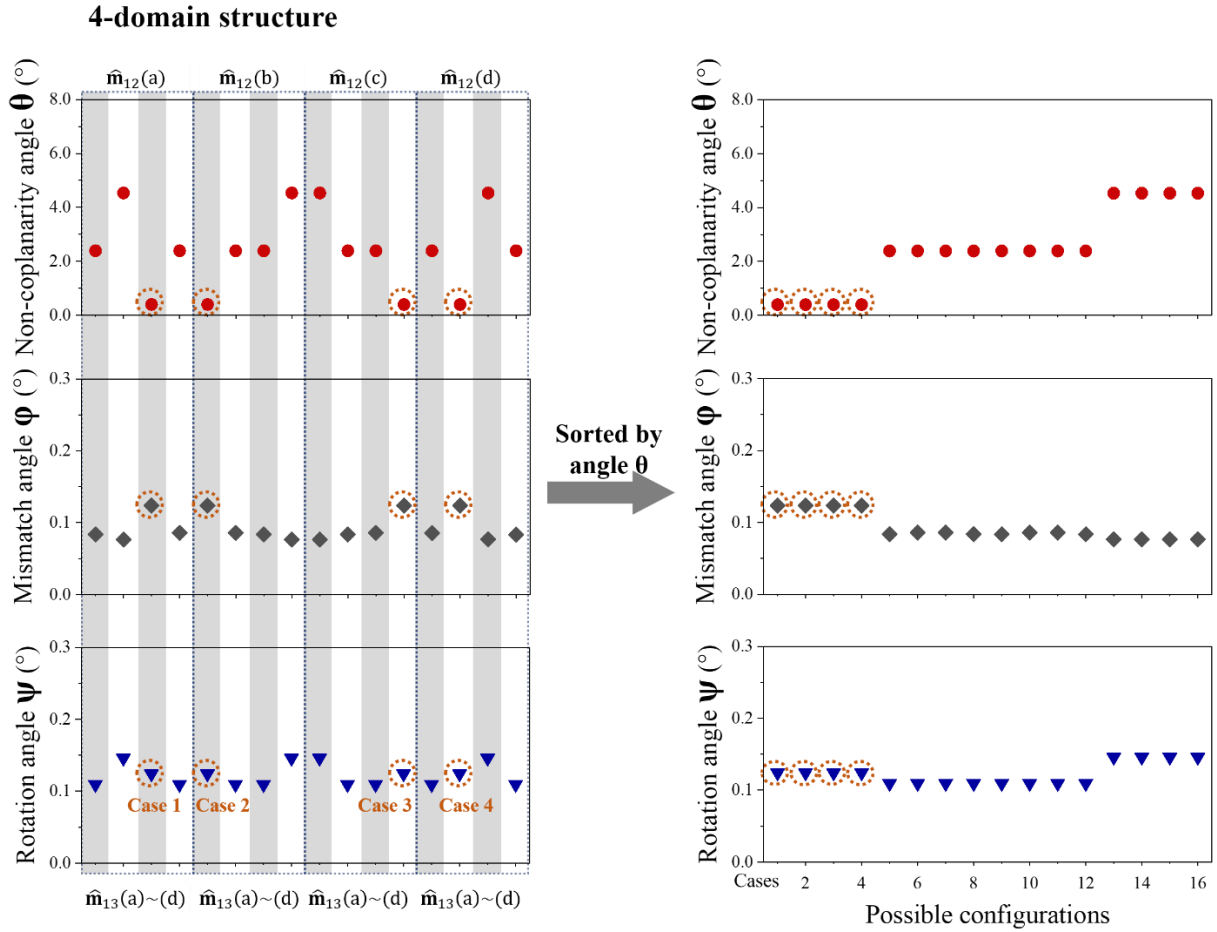 4-domain structure
m̂₁₂(a) m̂₁₂(b) m̂₁₂(c) m̂₁₂(d)
Non-coplanarity angle θ (°)
8.0
6.0
4.0
2.0
0.0
Mismatch angle φ (°)
0.3
0.2
0.1
0.0
Rotation angle ψ (°)
0.3
0.2
0.1
0.0
Case 1 Case 2 Case 3 Case 4
m̂₁₃(a)~(d) m̂₁₃(a)~(d) m̂₁₃(a)~(d) m̂₁₃(a)~(d)
Sorted by
angle θ
Non-coplanarity angle θ (°)
8.0
6.0
4.0
2.0
0.0
Mismatch angle φ (°)
0.3
0.2
0.1
0.0
Rotation angle ψ (°)
0.3
0.2
0.1
0.0
Cases 2 4 6 8 10 12 14 16
Possible configurations